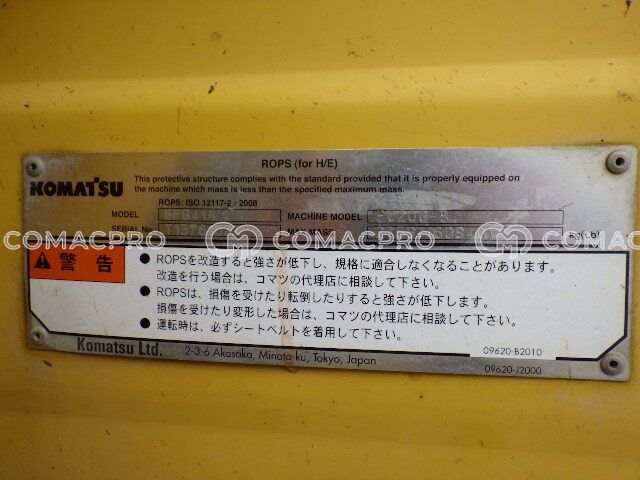 ROPS (for H/E)
This protective structure complies with the standard provided that it is properly equipped on
the machine which mass is less than the specified maximum mass.
KOMATSU
ROPS: ISO 12117-2 : 2008
MODEL MACHINE MODEL PC200-8
SERIAL No MAX MASS Kg(Lb)
COMACPRO COMACPRO COMACPRO
警告
● ROPSを改造すると強さが低下し、規格に適合しなくなることがあります。
改造を行う場合は、コマツの代理店に相談して下さい。
● ROPSは、損傷を受けたり転倒したりすると強さが低下します。
損傷を受けたり変形した場合は、コマツの代理店に相談して下さい。
● 運転時は、必ずシートベルトを着用して下さい。
Komatsu Ltd. 2-3-6 Akasaka, Minato-ku, Tokyo, Japan
09620-B2010
09620-J2000